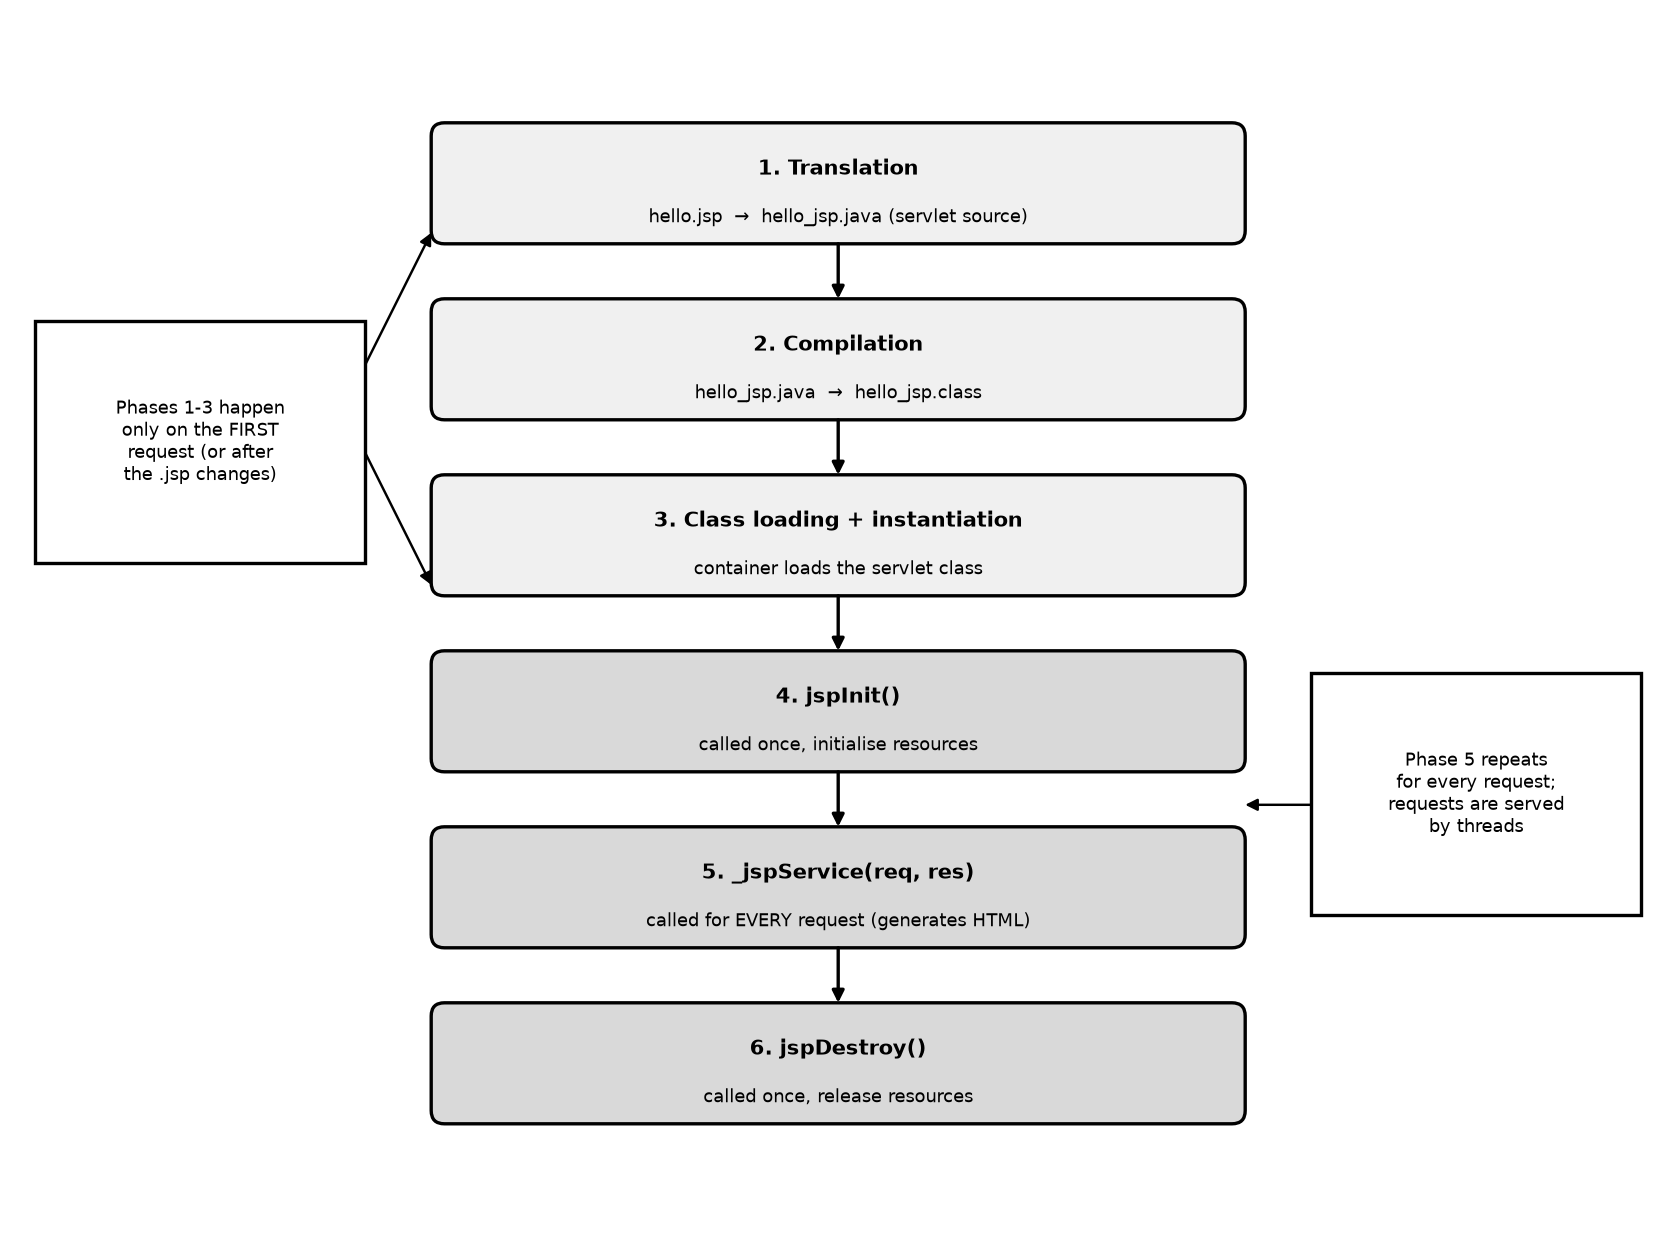 1. Translation
hello.jsp → hello_jsp.java (servlet source)
2. Compilation
hello_jsp.java → hello_jsp.class
Phases 1-3 happen
only on the FIRST
request (or after
the .jsp changes)
3. Class loading + instantiation
container loads the servlet class
4. jspInit()
called once, initialise resources
Phase 5 repeats
for every request;
requests are served
by threads
5. _jspService(req, res)
called for EVERY request (generates HTML)
6. jspDestroy()
called once, release resources